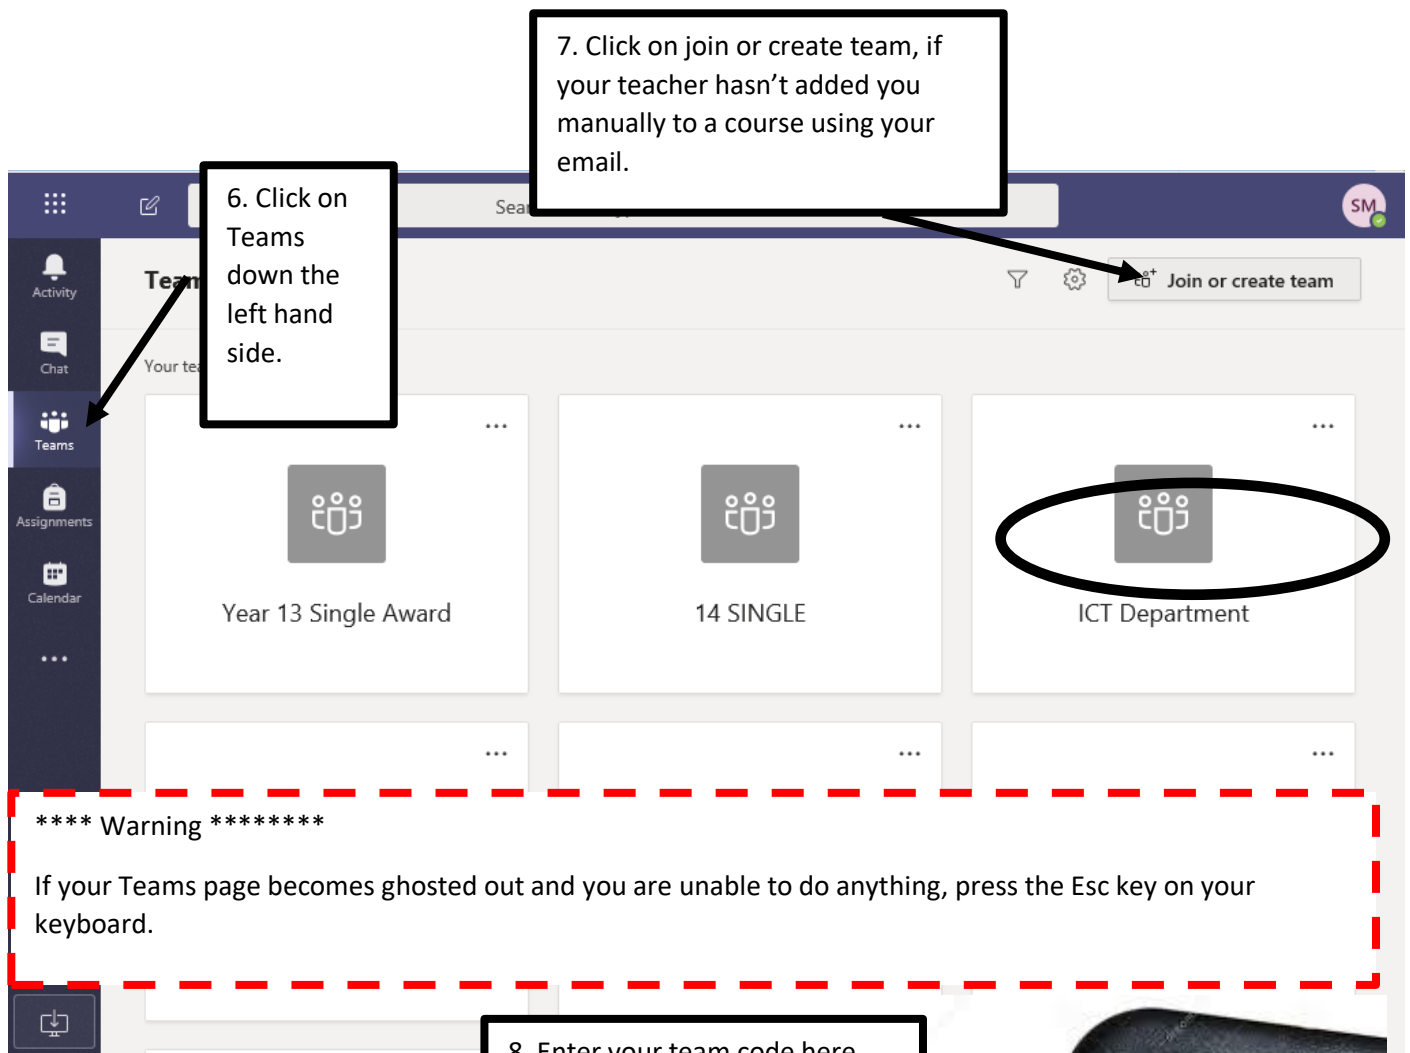 7. Click on join or create team, if
your teacher hasn’t added you
manually to a course using your
email.
6. Click on
Teams
down the
left hand
side.
SM
Activity
Join or create team
Chat
Teams
Year 13 Single Award
14 SINGLE
ICT Department
Assignments
Calendar
**** Warning ********
If your Teams page becomes ghosted out and you are unable to do anything, press the Esc key on your
keyboard.
8. Enter your team code here